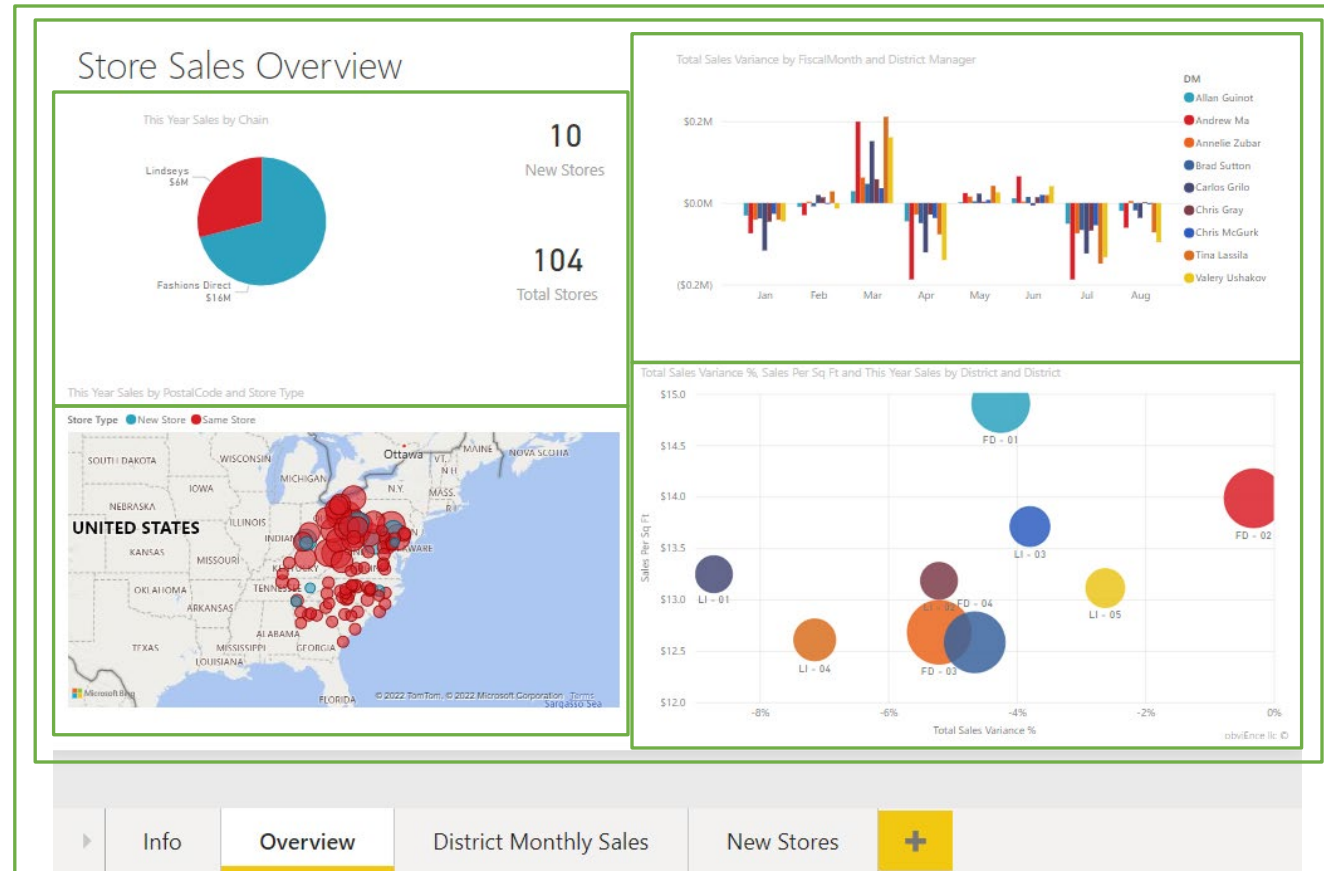 Store Sales Overview
This Year Sales by Chain
Lindseys
$6M
Fashions Direct
$16M
10
New Stores
104
Total Stores
Total Sales Variance by FiscalMonth and District Manager
$0.2M
$0.0M
($0.2M)
Jan Feb Mar Apr May Jun Jul Aug
DM
Allan Guinot
Andrew Ma
Annelie Zubar
Brad Sutton
Carlos Grilo
Chris Gray
Chris McGurk
Tina Lassila
Valery Ushakov
This Year Sales by PostalCode and Store Type
Store Type New Store Same Store
SOUTH DAKOTA
WISCONSIN
Ottawa
VT.
MAINE
NOVA SCOTIA
N H
MICHIGAN
IOWA
N.Y.
MASS.
NEBRASKA
R I
UNITED STATES
ILLINOIS
KANSAS
MISSOURI
OKLAHOMA
ARKANSAS
ALABAMA
TEXAS
MISSISSIPPI
GEORGIA
LOUISIANA
Microsoft Bing
FLORIDA
© 2022 TomTom, © 2022 Microsoft Corporation Terms
Sargasso Sea
Total Sales Variance %, Sales Per Sq Ft and This Year Sales by District and District
$15.0
$14.5
$14.0
$13.5
$13.0
$12.5
$12.0
Sales Per Sq Ft
FD - 01
FD - 02
LI - 03
LI - 01
LI - 02
FD - 04
LI - 05
LI - 04
FD - 03
-8% -6% -4% -2% 0%
Total Sales Variance %
obviEnce llc ©
Info Overview District Monthly Sales New Stores +